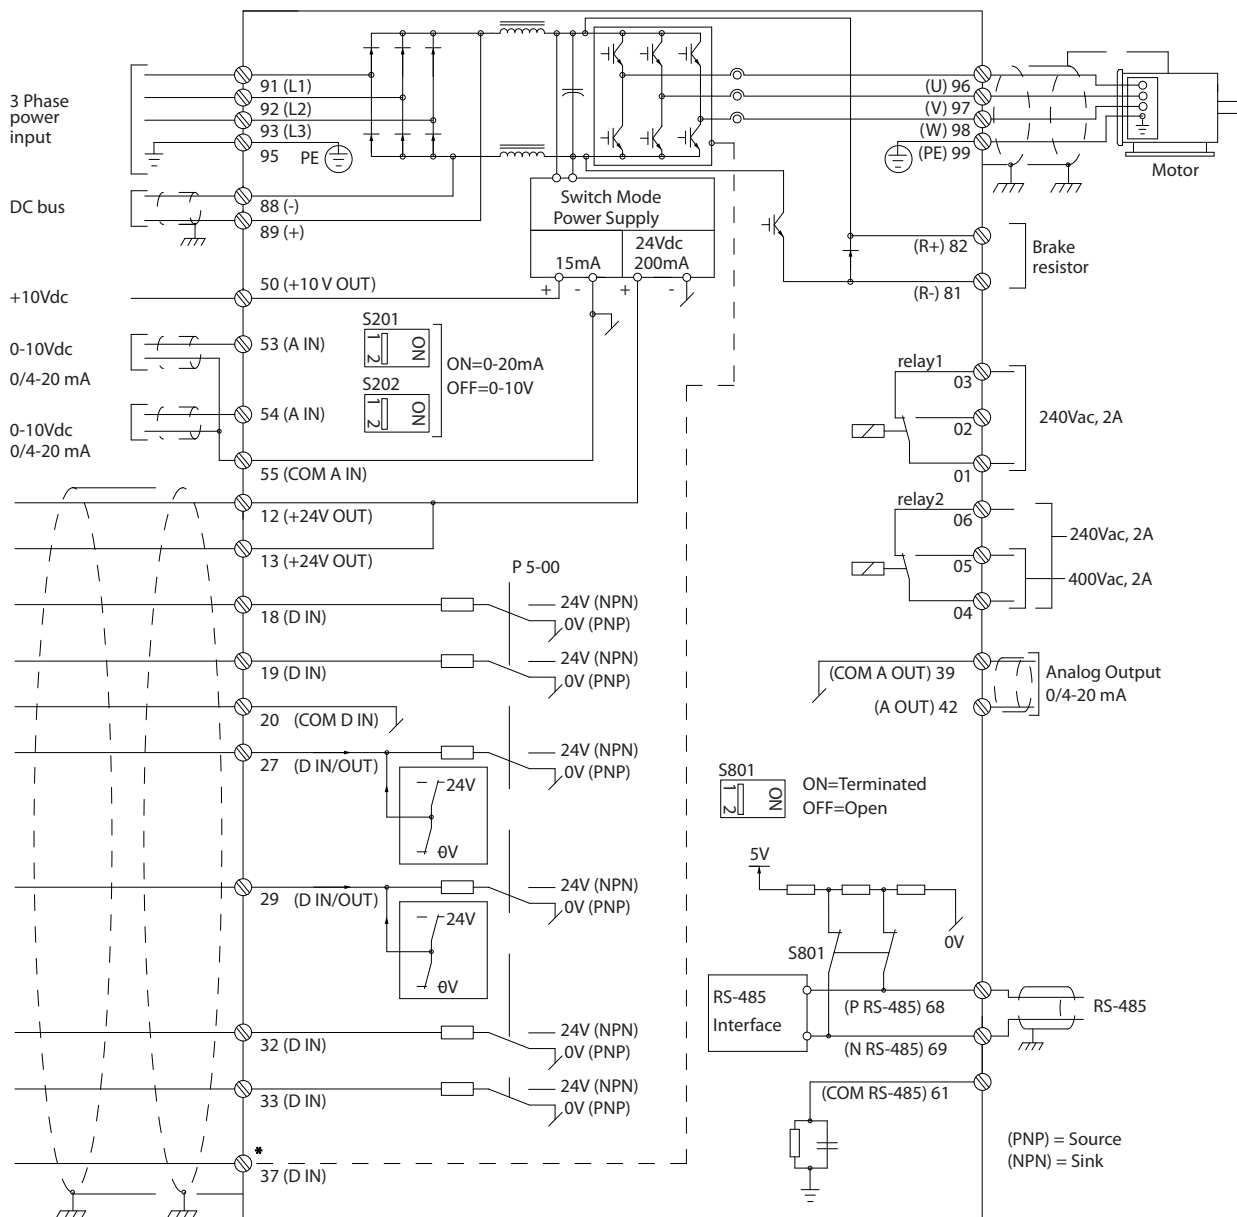 3 Phase
power
input
91 (L1)
92 (L2)
93 (L3)
95
PE
DC bus
88 (-)
89 (+)
+10Vdc
50 (+10 V OUT)
0-10Vdc
0/4-20 mA
53 (A IN)
0-10Vdc
0/4-20 mA
54 (A IN)
55 (COM A IN)
12 (+24V OUT)
13 (+24V OUT)
18 (D IN)
19 (D IN)
20 (COM D IN)
27 (D IN/OUT)
29 (D IN/OUT)
32 (D IN)
33 (D IN)
*
37 (D IN)
S201
1 2
ON
S202
1 2
ON
ON=0-20mA
OFF=0-10V
Switch Mode
Power Supply
15mA
24Vdc
200mA
+ - + -
P 5-00
24V (NPN)
0V (PNP)
24V (NPN)
0V (PNP)
24V (NPN)
0V (PNP)
24V
0V
24V (NPN)
0V (PNP)
24V
0V
24V (NPN)
0V (PNP)
24V (NPN)
0V (PNP)
(U) 96
(V) 97
(W) 98
(PE) 99
Motor
(R+) 82
(R-) 81
Brake
resistor
relay1
03
02
01
240Vac, 2A
relay2
06
05
04
240Vac, 2A
400Vac, 2A
(COM A OUT) 39
(A OUT) 42
Analog Output
0/4-20 mA
S801
1 2
ON
ON=Terminated
OFF=Open
5V
S801
0V
RS-485
Interface
(P RS-485) 68
(N RS-485) 69
(COM RS-485) 61
RS-485
(PNP) = Source
(NPN) = Sink